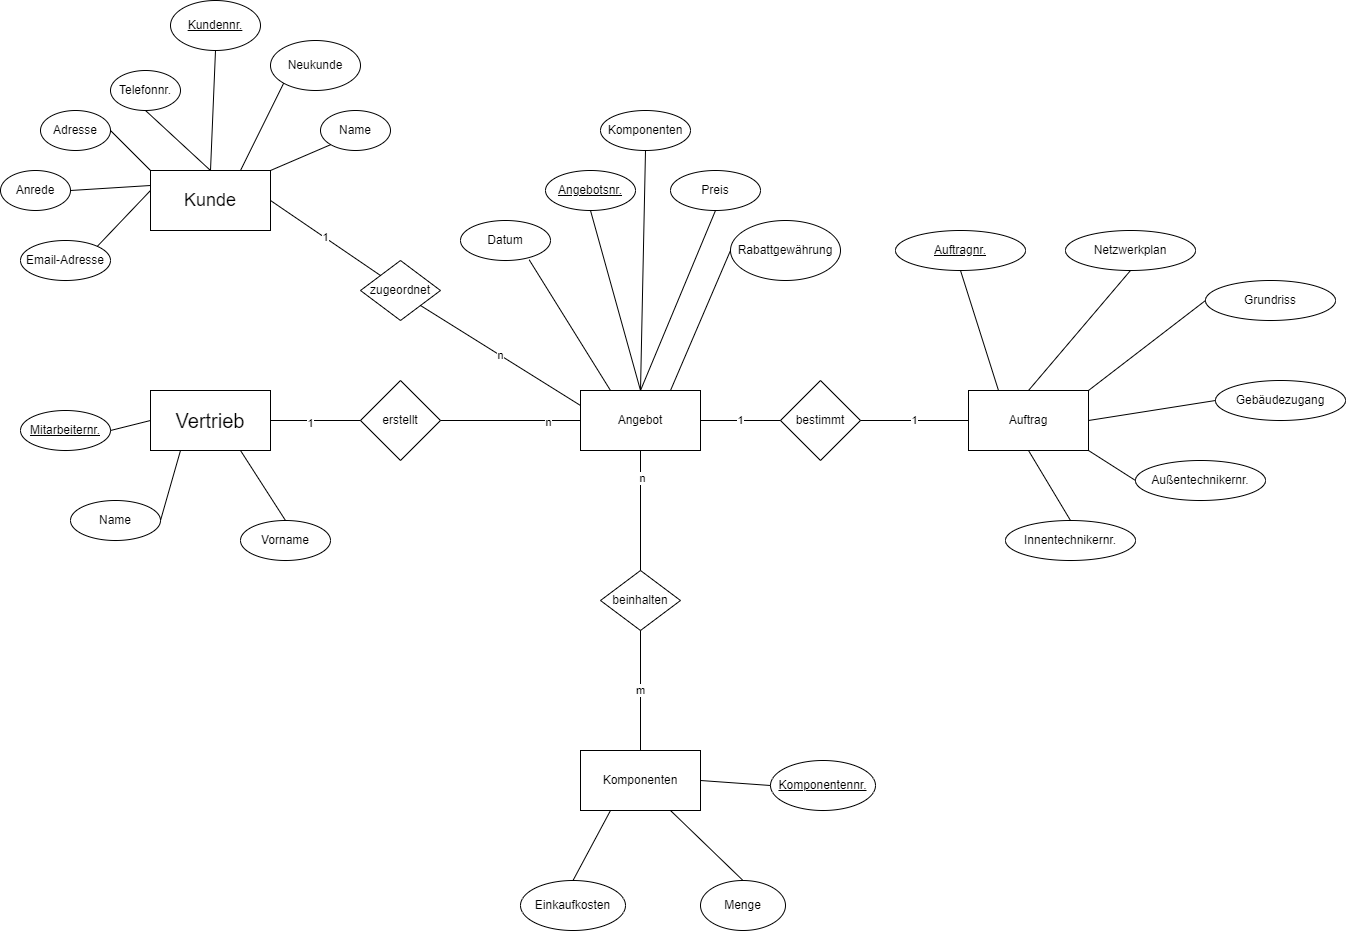 Kundennr.
Neukunde
Telefonnr.
Adresse
Name
Komponenten
Anrede
Kunde
Angebotsnr.
Preis
1
Datum
Rabattgewährung
Auftragnr.
Netzwerkplan
Email-Adresse
zugeordnet
Grundriss
n
Gebäudezugang
Mitarbeiternr.
Vertrieb
1
erstellt
n
Angebot
1
bestimmt
1
Auftrag
n
Außentechnikernr.
Name
Vorname
Innentechnikernr.
beinhalten
m
Komponenten
Komponentennr.
Einkaufkosten
Menge